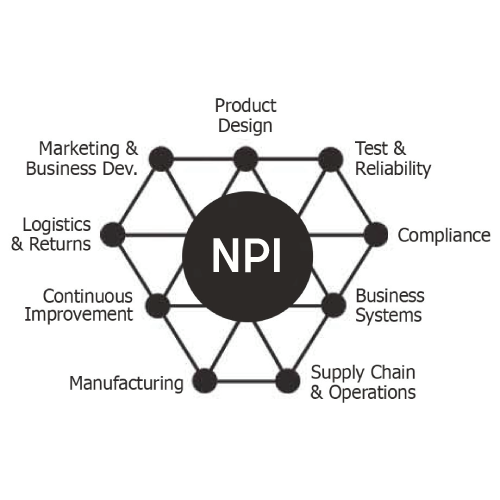 Product
Design
Marketing &
Business Dev.
Test &
Reliability
Logistics
& Returns
NPI
Compliance
Continuous
Improvement
Business
Systems
Manufacturing
Supply Chain
& Operations